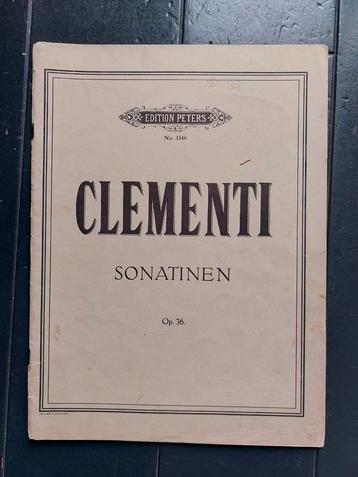 EDITION PETERS
No. 3346
CLEMENTI
SONATINEN
Op. 36.